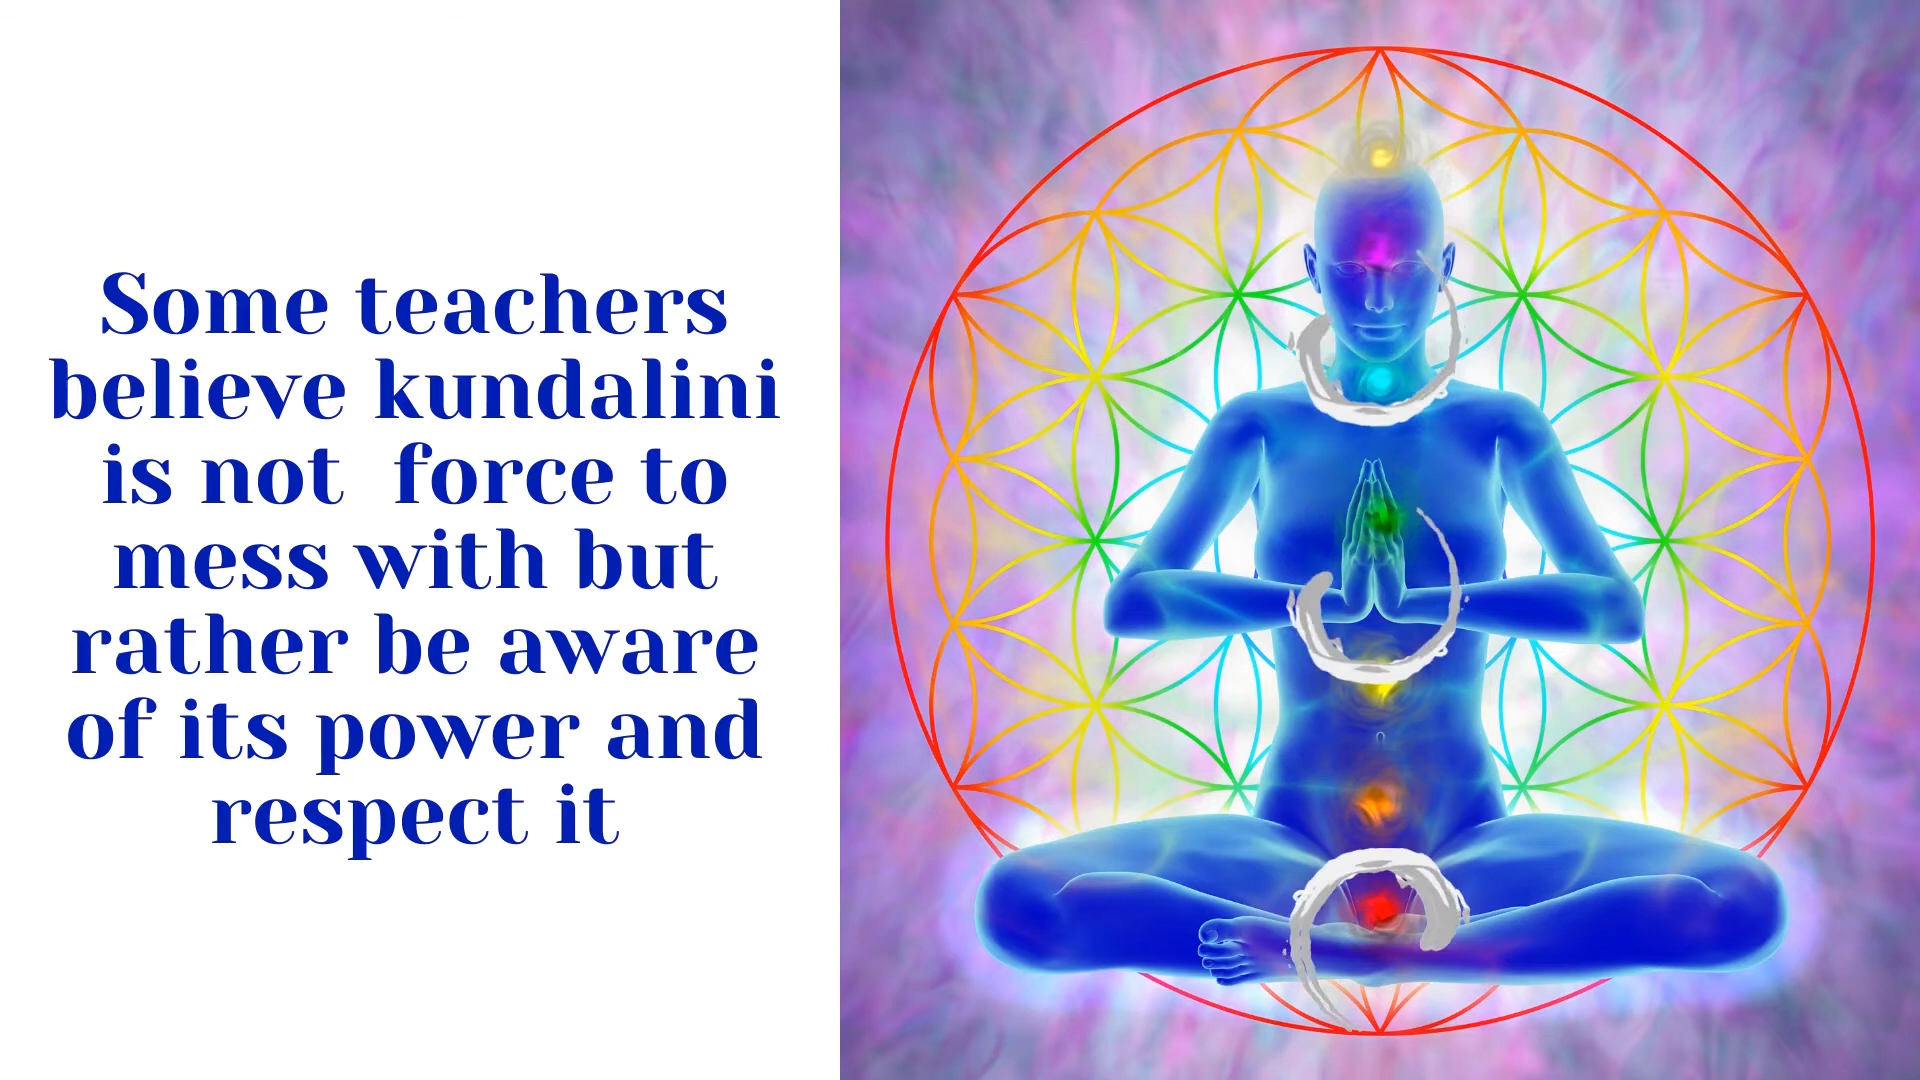 Some teachers
believe kundalini
is not  force to
mess with but
rather be aware
of its power and
respect it